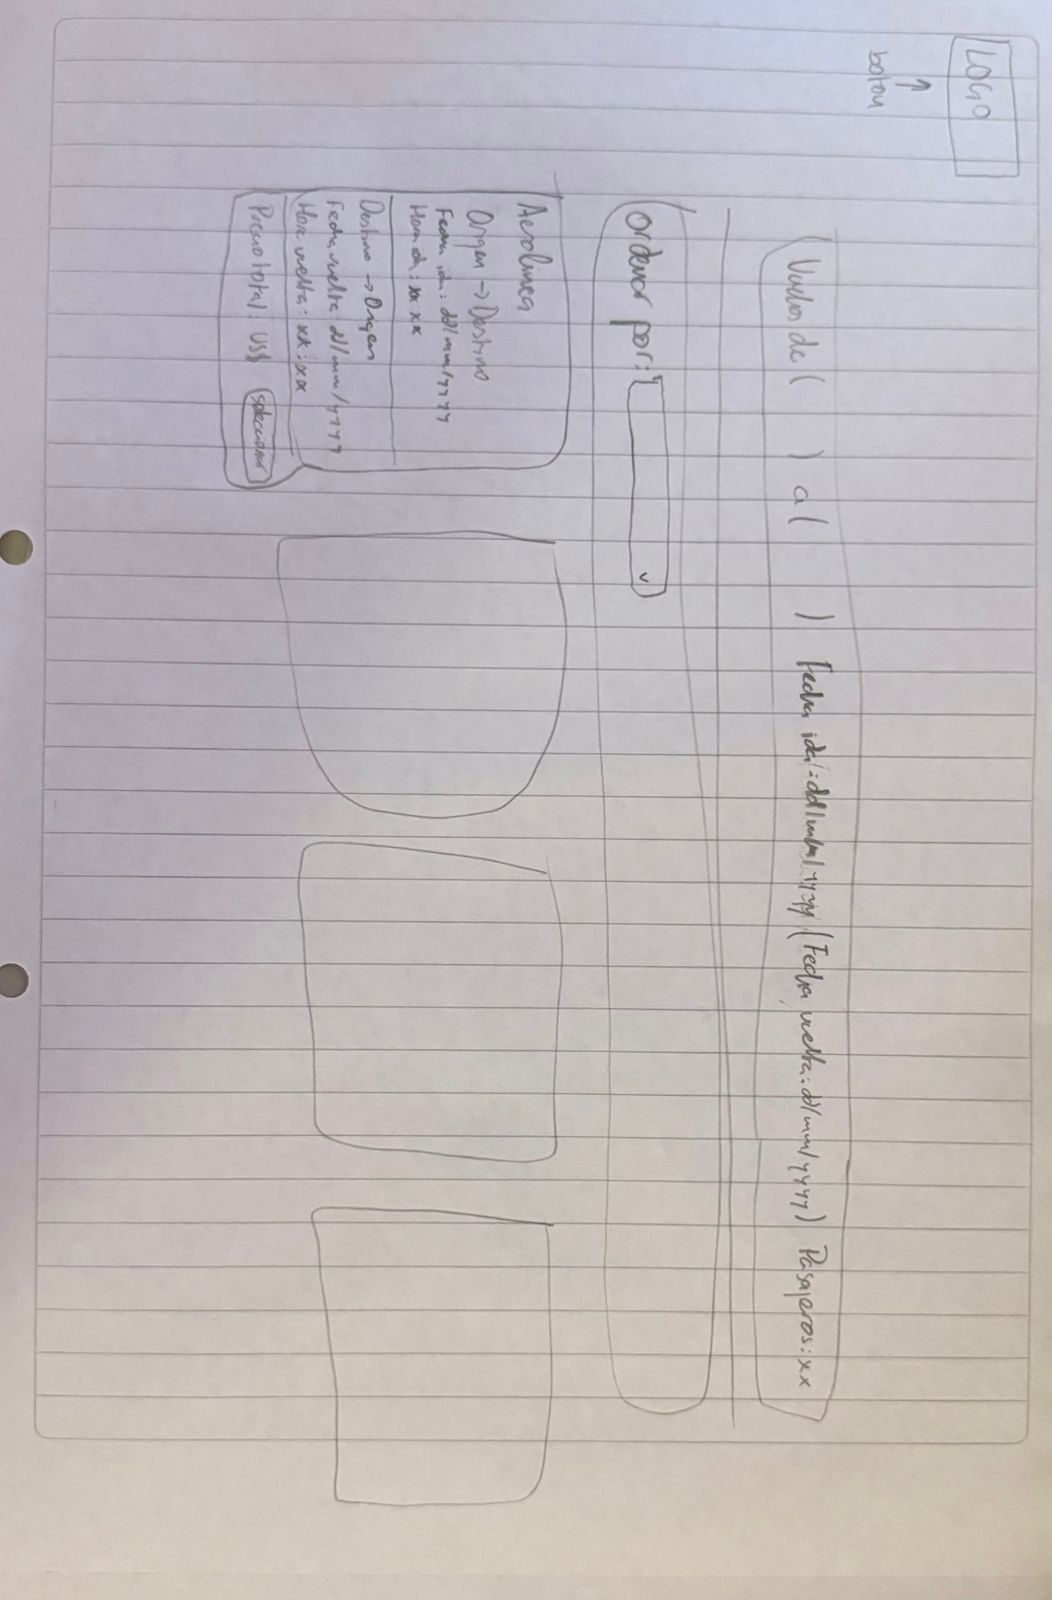 LOGO
↑
boton
Vuelos de (    ) a (    ) Fecha ida: dd/mm/yyyy (Fecha vuelta: dd/mm/yyyy) Pasajeros: xx
Ordenar por:
Aerolinea
Origen → Destino
Fecha ida: dd/mm/yyyy
Hora ida: xx xx
Destino → Origen
Fecha vuelta: dd/mm/yyyy
Hora vuelta: xx:xx
Precio total: US$ seleccionar